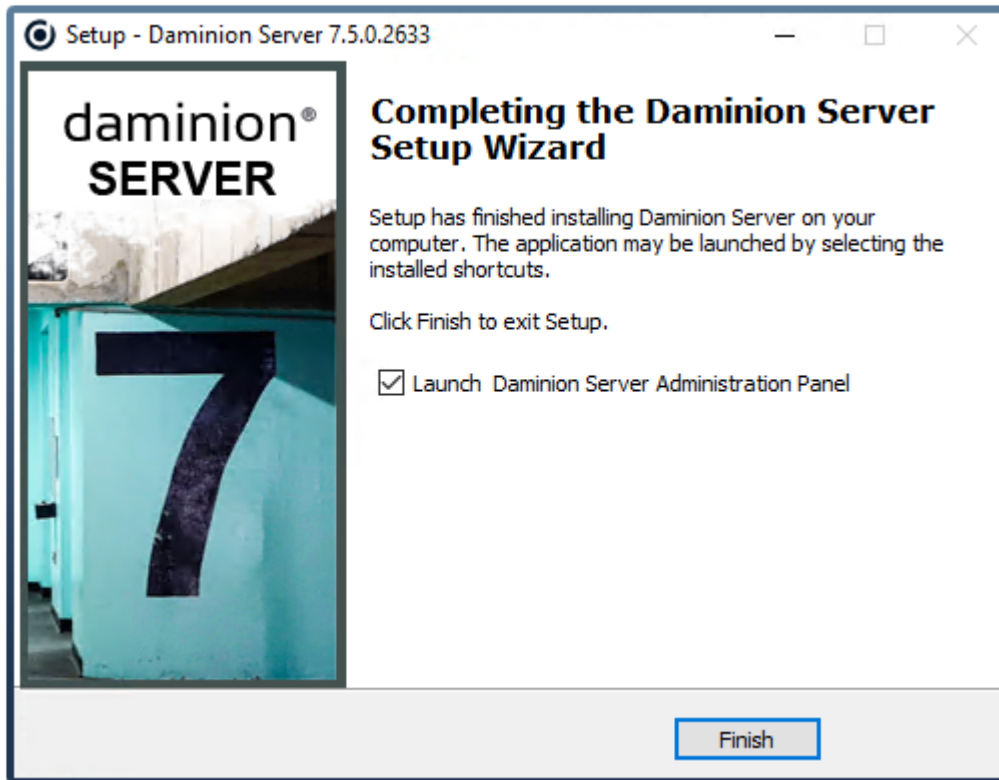 Setup - Daminion Server 7.5.0.2633
daminion®
SERVER
7
Completing the Daminion Server
Setup Wizard
Setup has finished installing Daminion Server on your
computer. The application may be launched by selecting the
installed shortcuts.
Click Finish to exit Setup.
Launch Daminion Server Administration Panel
Finish